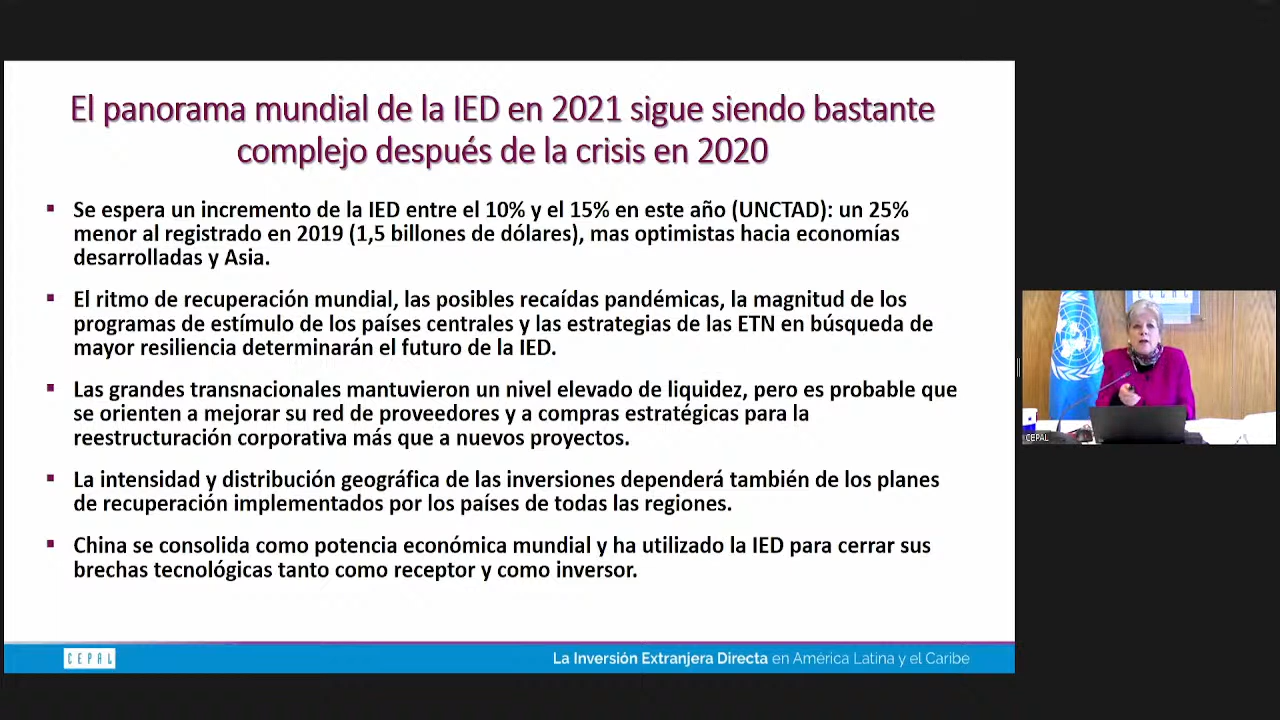 El panorama mundial de la IED en 2021 sigue siendo bastante
complejo después de la crisis en 2020
Se espera un incremento de la IED entre el 10% y el 15% en este año (UNCTAD): un 25%
menor al registrado en 2019 (1,5 billones de dólares), mas optimistas hacia economías
desarrolladas y Asia.
El ritmo de recuperación mundial, las posibles recaídas pandémicas, la magnitud de los
programas de estímulo de los países centrales y las estrategias de las ETN en búsqueda de
mayor resiliencia determinarán el futuro de la IED.
Las grandes transnacionales mantuvieron un nivel elevado de liquidez, pero es probable que
se orienten a mejorar su red de proveedores y a compras estratégicas para la
reestructuración corporativa más que a nuevos proyectos.
La intensidad y distribución geográfica de las inversiones dependerá también de los planes
de recuperación implementados por los países de todas las regiones.
China se consolida como potencia económica mundial y ha utilizado la IED para cerrar sus
brechas tecnológicas tanto como receptor y como inversor.
CEPAL
La Inversión Extranjera Directa en América Latina y el Caribe
CEPAL
CEPAL